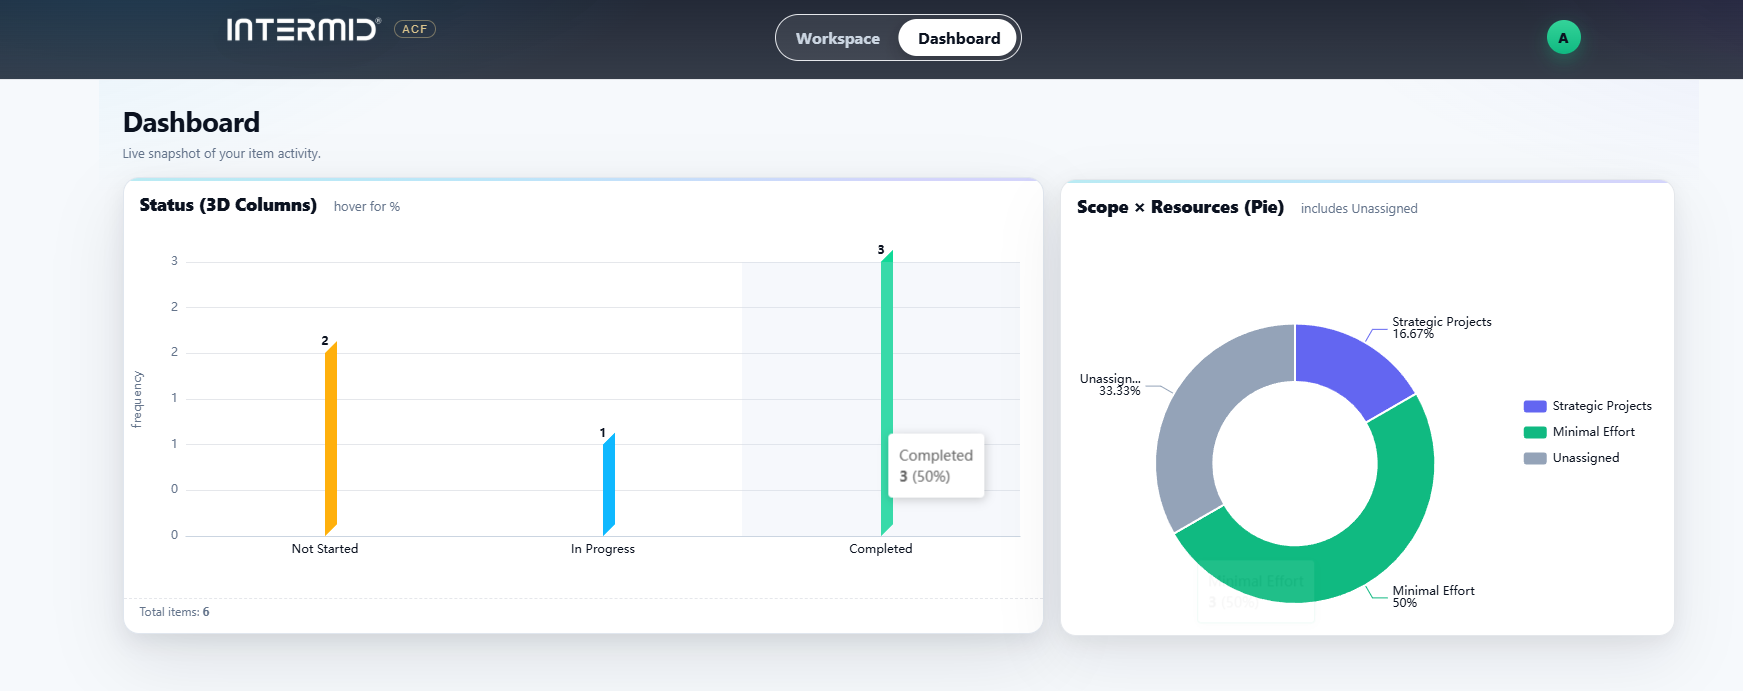 INTERMID®
ACF
Workspace
Dashboard
A
Dashboard
Live snapshot of your item activity.
Status (3D Columns)
hover for %
3
2
2
1
1
0
0
frequency
2
1
3
Completed
3 (50%)
Not Started
In Progress
Completed
Total items: 6
Scope × Resources (Pie)
includes Unassigned
Strategic Projects
16.67%
Unassign...
33.33%
Minimal Effort
50%
Minimal Effort
3 (50%)
Strategic Projects
Minimal Effort
Unassigned